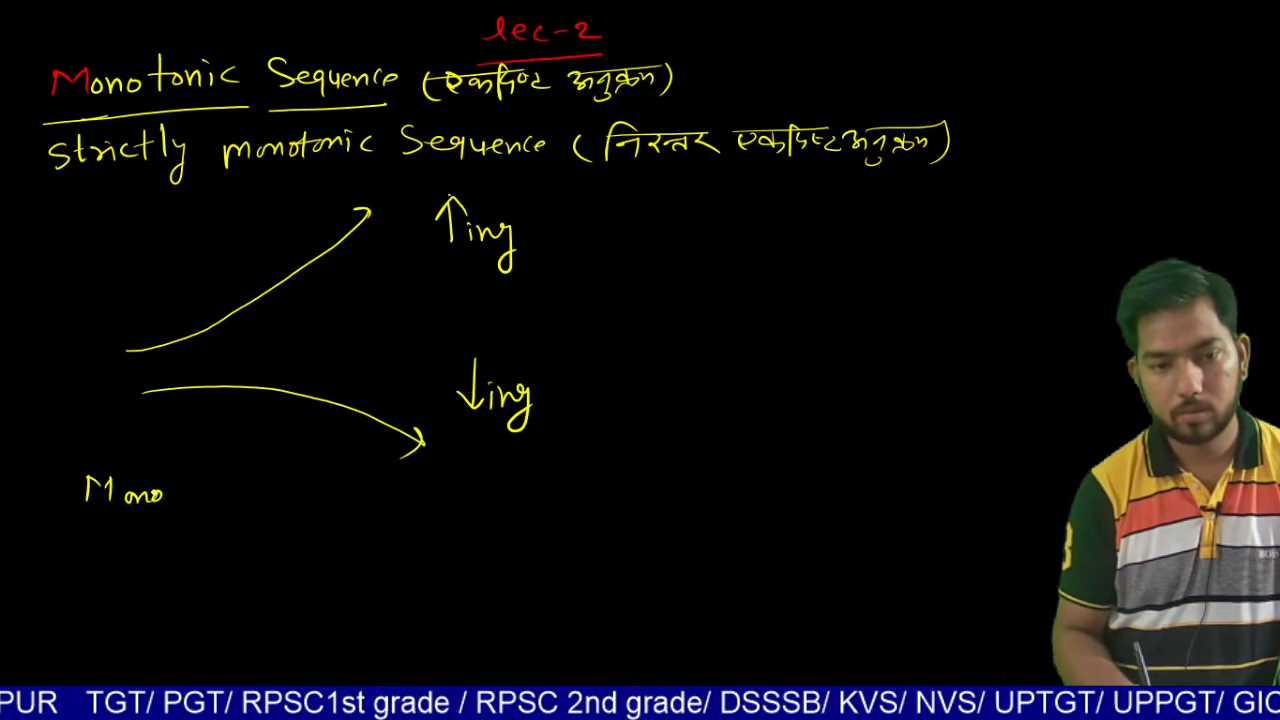 lec-2
Monotonic Sequence (एकदिष्ट अनुक्रम)
strictly monotonic Sequence (निरन्तर एकदिष्ट अनुक्रम)
↑ing
↓ing
Mono
PUR TGT/ PGT/ RPSC1st grade / RPSC 2nd grade/ DSSSB/ KVS/ NVS/ UPTGT/ UPPGT/ GIC